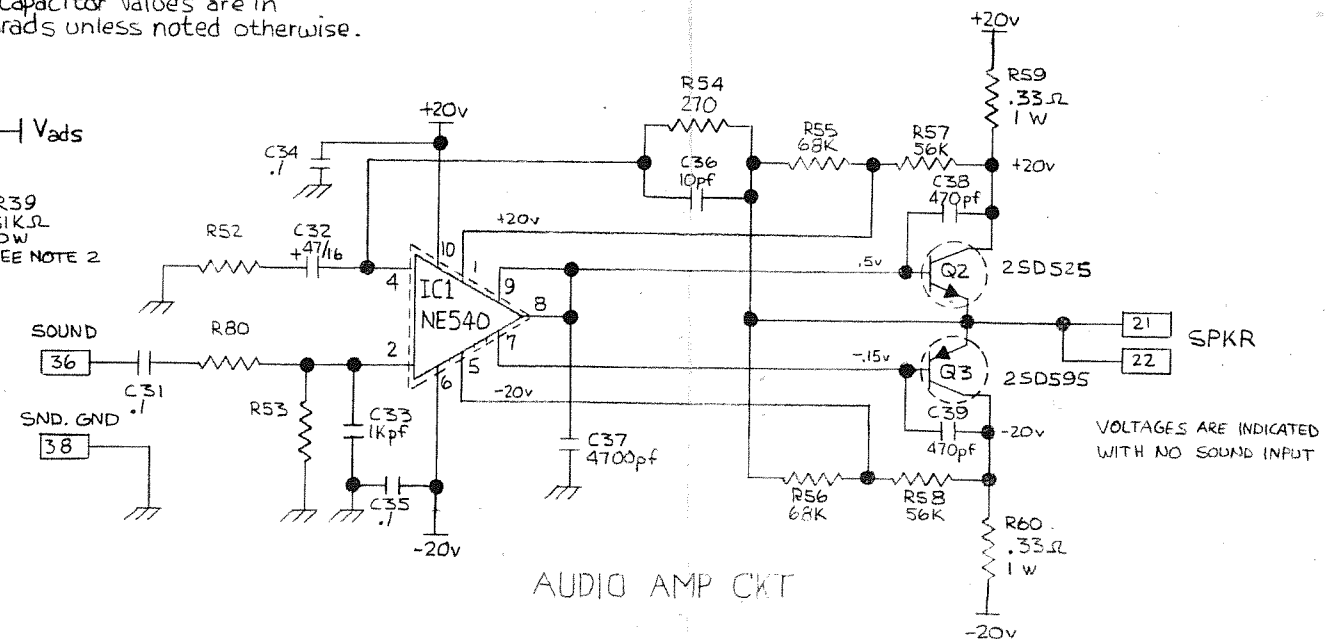 Capacitor values are in
rads unless noted otherwise.
Vads
R39
51KΩ
OW
EE NOTE 2
+20v
R59
.33Ω
1 W
R54
270
+20v
C34
.1
C36
10pf
R55
68K
R57
56K
+20v
C38
470pf
R52
C32
+47/16
+20v
10
1
4
9
IC1
NE540
8
.5v
Q2
2SD525
SOUND
36
R80
2
7
5
6
21
SPKR
22
-.15v
Q3
2SD595
C31
.1
-20v
R53
C33
1Kpf
SND. GND
38
C39
470pf
-20v
VOLTAGES ARE INDICATED
WITH NO SOUND INPUT
C37
4700pf
C35
.1
R56
68K
R58
56K
R60
.33Ω
1 W
-20v
AUDIO AMP CKT
-20v